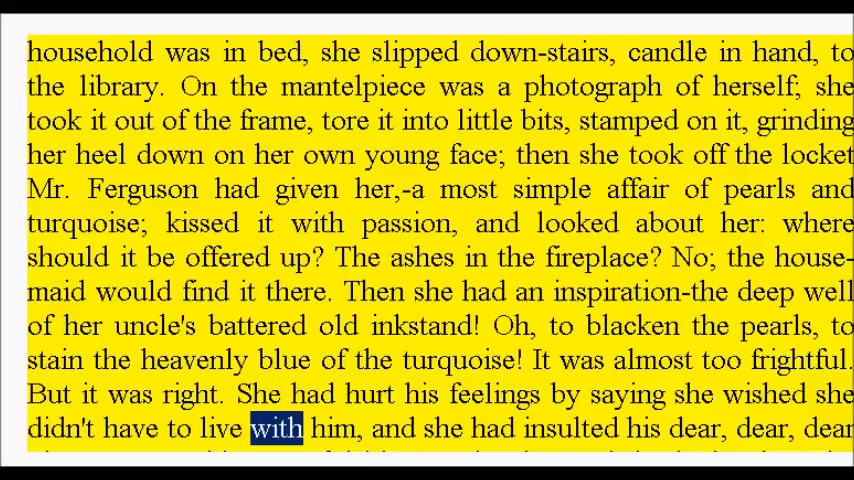 household was in bed, she slipped down-stairs, candle in hand, to
the library. On the mantelpiece was a photograph of herself; she
took it out of the frame, tore it into little bits, stamped on it, grinding
her heel down on her own young face; then she took off the locket
Mr. Ferguson had given her,-a most simple affair of pearls and
turquoise; kissed it with passion, and looked about her: where
should it be offered up? The ashes in the fireplace? No; the house-
maid would find it there. Then she had an inspiration-the deep well
of her uncle's battered old inkstand! Oh, to blacken the pearls, to
stain the heavenly blue of the turquoise! It was almost too frightful.
But it was right. She had hurt his feelings by saying she wished she
didn't have to live with him, and she had insulted his dear, dear, dear